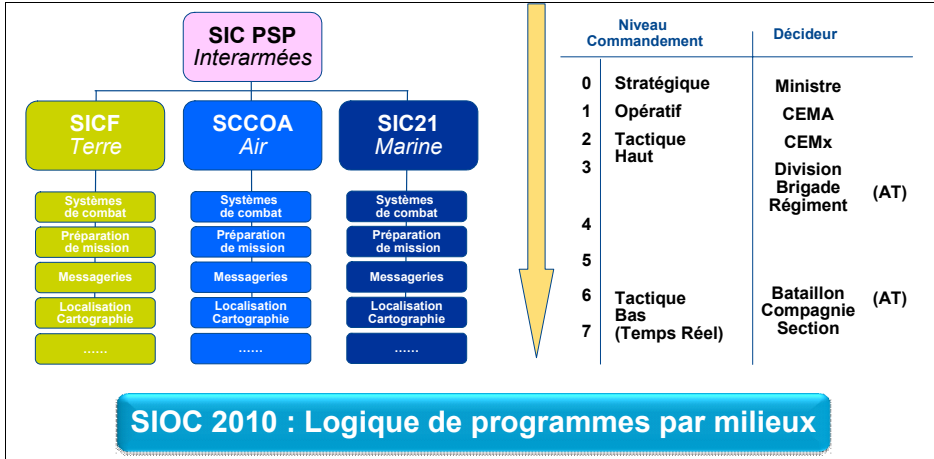 SIC PSP
Interarmées
SICF
Terre
SCCOA
Air
SIC21
Marine
Systèmes
de combat
Préparation
de mission
Messageries
Localisation
Cartographie
......
Systèmes
de combat
Préparation
de mission
Messageries
Localisation
Cartographie
......
Systèmes
de combat
Préparation
de mission
Messageries
Localisation
Cartographie
......
Niveau
Commandement
Décideur
0 Stratégique Ministre
1 Opératif CEMA
2 Tactique CEMx
Haut
3 Division
Brigade
Régiment (AT)
4
5
6 Tactique Bataillon (AT)
Bas Compagnie
7 (Temps Réel) Section
SIOC 2010 : Logique de programmes par milieux